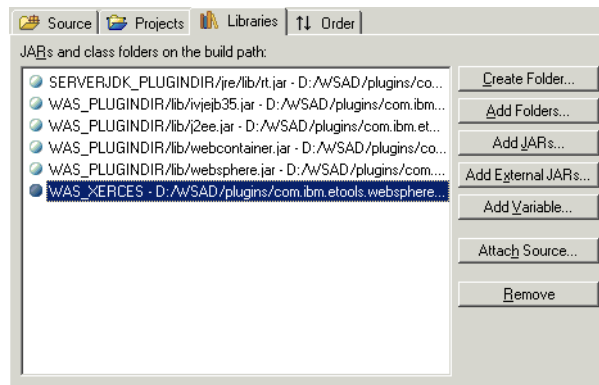 Source Projects Libraries Order
JARs and class folders on the build path:
SERVERJDK_PLUGINDIR/jre/lib/rt.jar - D:/WSAD/plugins/co...
WAS_PLUGINDIR/lib/ivjejb35.jar - D:/WSAD/plugins/com.ibm...
WAS_PLUGINDIR/lib/j2ee.jar - D:/WSAD/plugins/com.ibm.et...
WAS_PLUGINDIR/lib/webcontainer.jar - D:/WSAD/plugins/co...
WAS_PLUGINDIR/lib/websphere.jar - D:/WSAD/plugins/com....
WAS_XERCES - D:/WSAD/plugins/com.ibm.etools.websphere...
Create Folder...
Add Folders...
Add JARs...
Add External JARs...
Add Variable...
Attach Source...
Remove